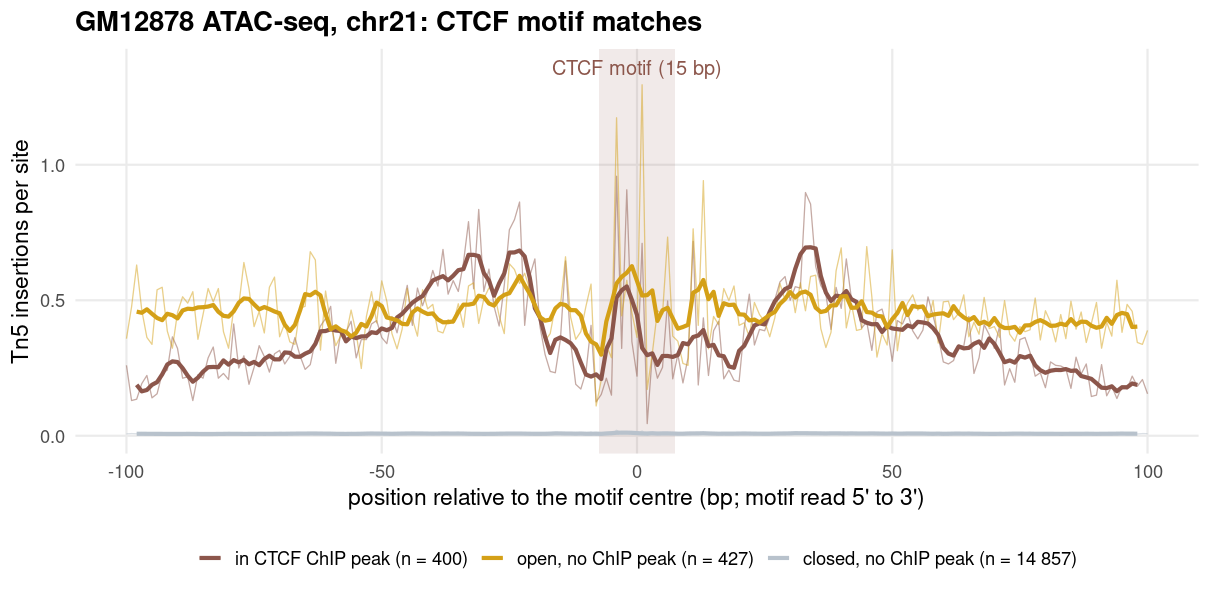 GM12878 ATAC-seq, chr21: CTCF motif matches
CTCF motif (15 bp)
Tn5 insertions per site
1.0
0.5
0.0
-100 -50 0 50 100
position relative to the motif centre (bp; motif read 5' to 3')
in CTCF ChIP peak (n = 400) open, no ChIP peak (n = 427) closed, no ChIP peak (n = 14 857)